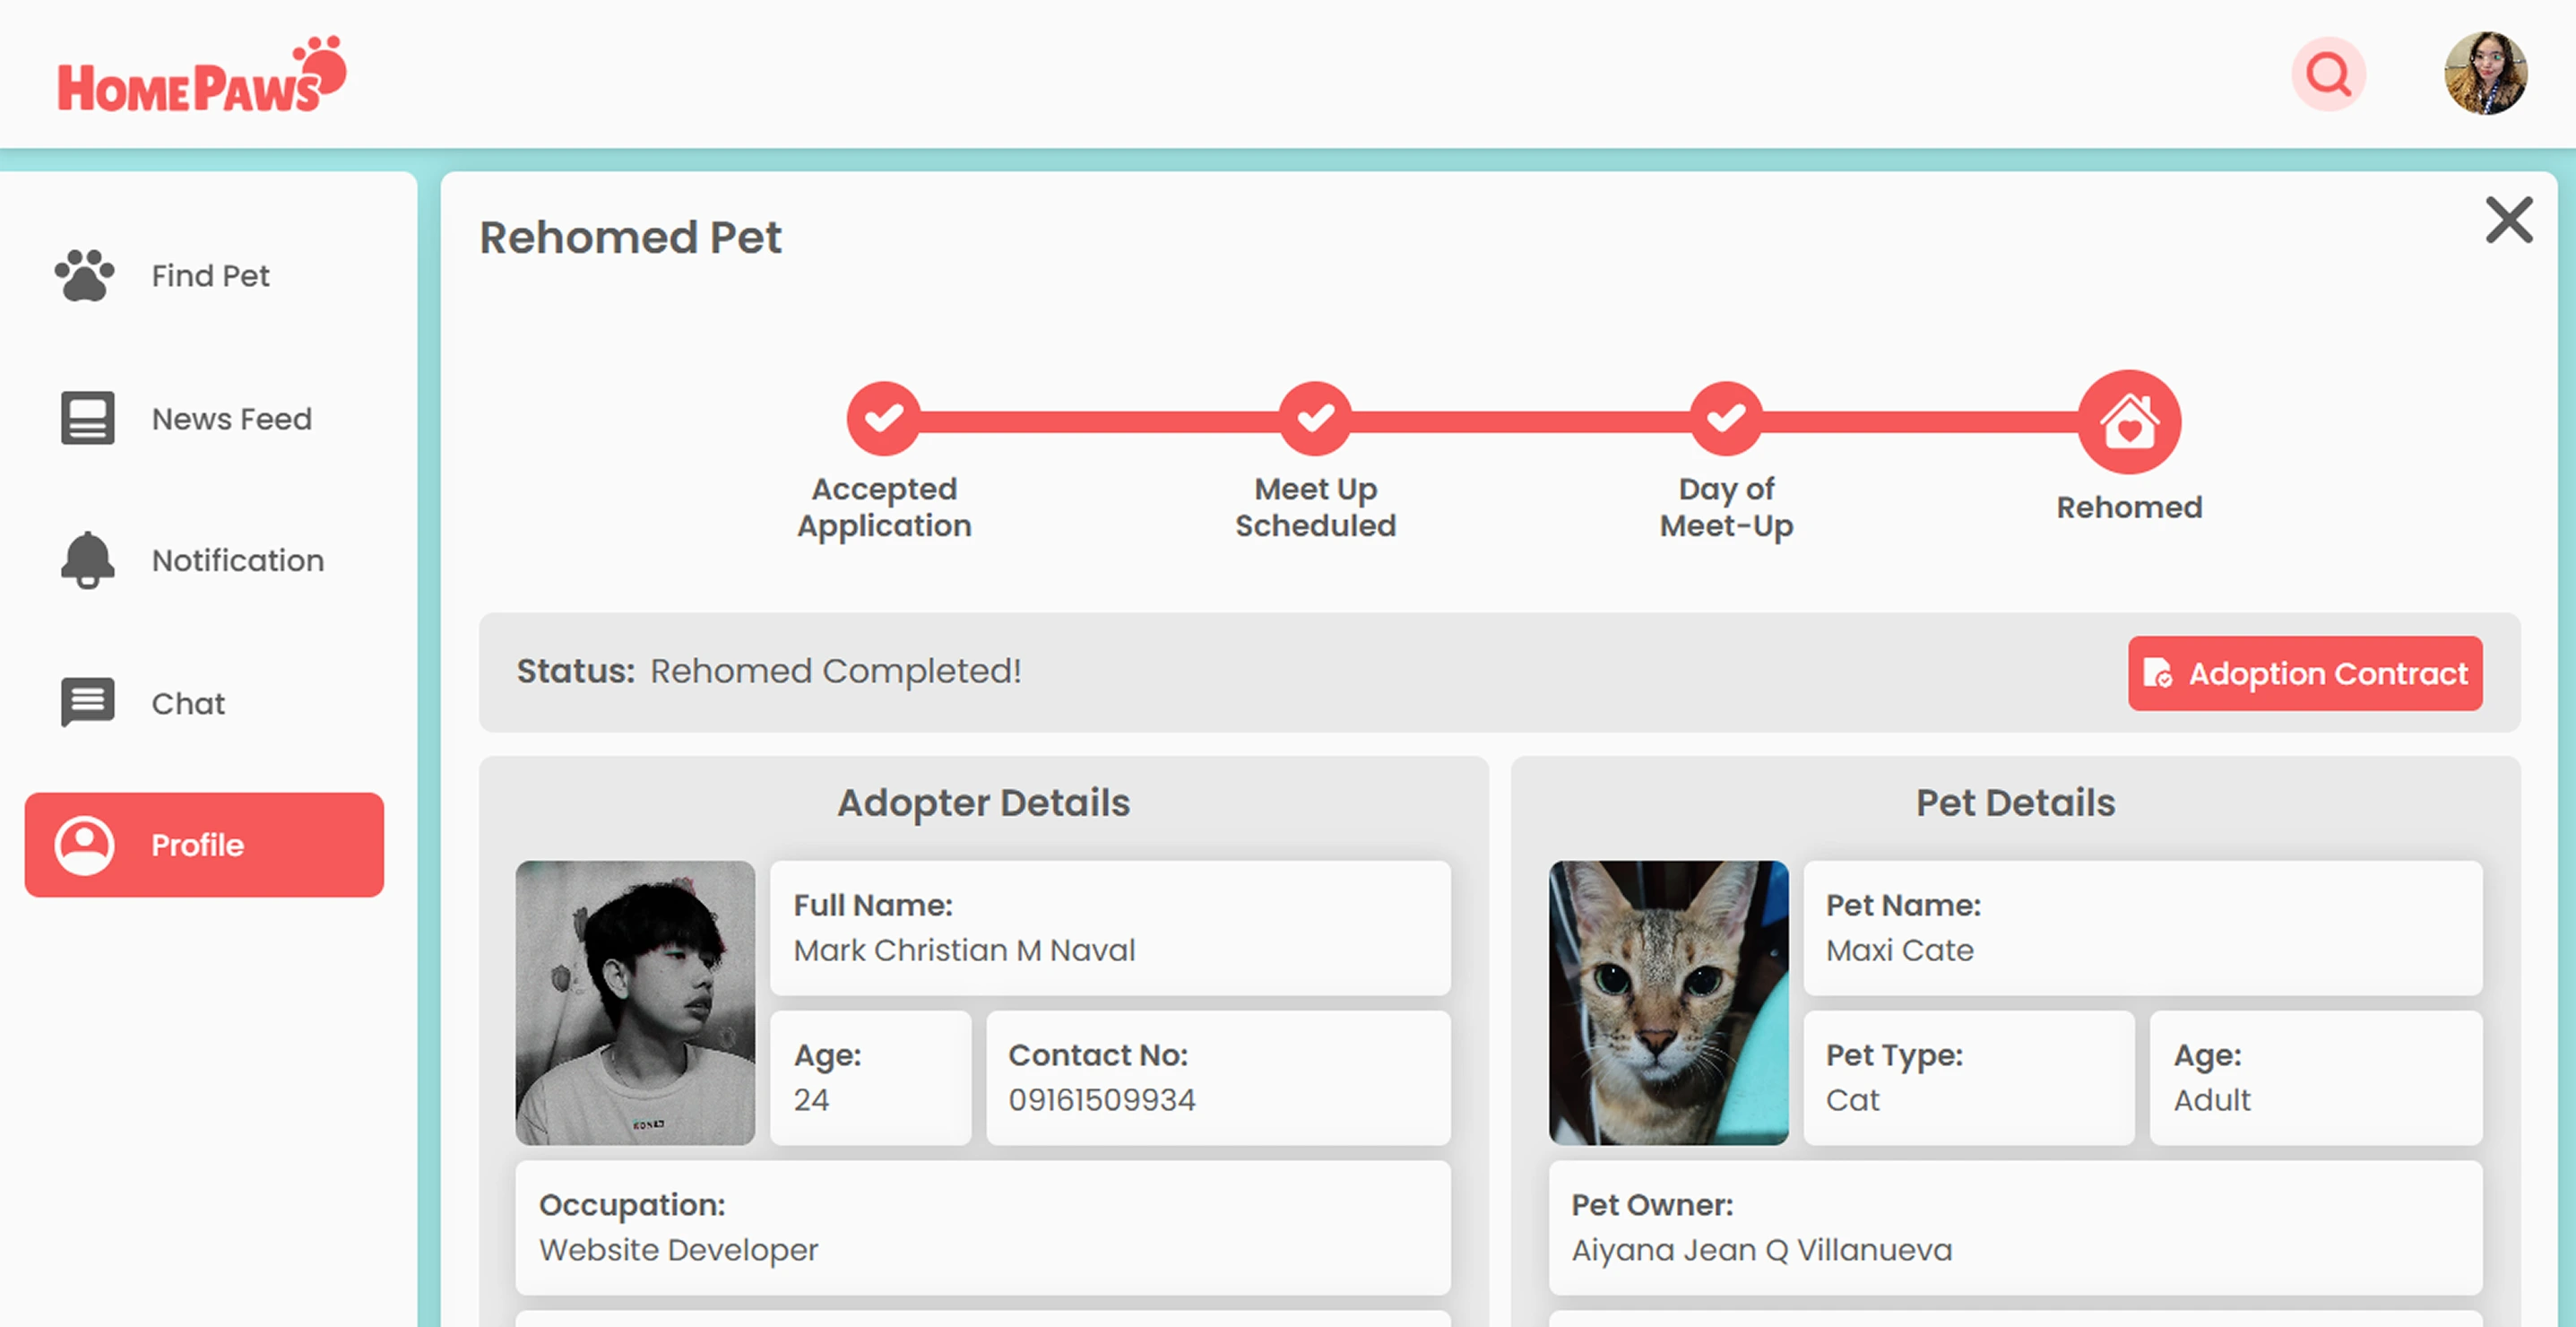 HOMEPAWS
Find Pet
News Feed
Notification
Chat
Profile
Rehomed Pet
Accepted
Application
Meet Up
Scheduled
Day of
Meet-Up
Rehomed
Status: Rehomed Completed!
Adoption Contract
Adopter Details
Full Name:
Mark Christian M Naval
Age:
24
Contact No:
09161509934
Occupation:
Website Developer
Pet Details
Pet Name:
Maxi Cate
Pet Type:
Cat
Age:
Adult
Pet Owner:
Aiyana Jean Q Villanueva